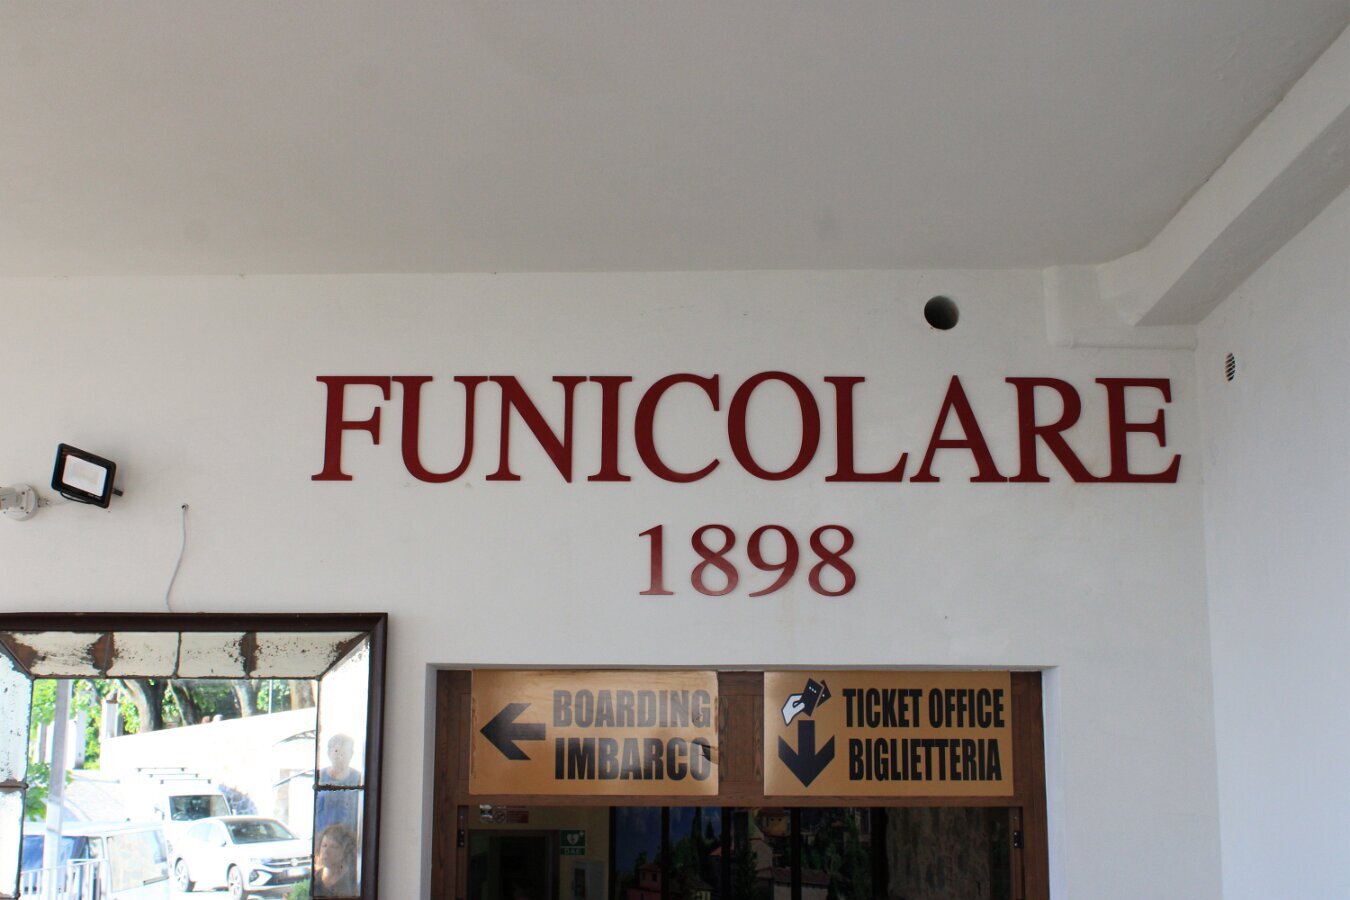 FUNICOLARE
1898
BOARDING
IMBARCO
TICKET OFFICE
BIGLIETTERIA